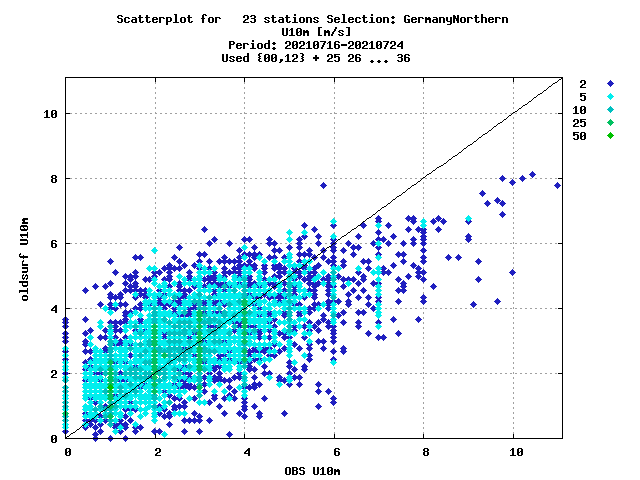 Scatterplot for   23 stations Selection: GermanyNorthern
U10m [m/s]
Period: 20210716-20210724
Used {00,12} + 25 26 ... 36
2
5
10
25
50
10
8
6
4
2
0
oldsurf U10m
0 2 4 6 8 10
OBS U10m